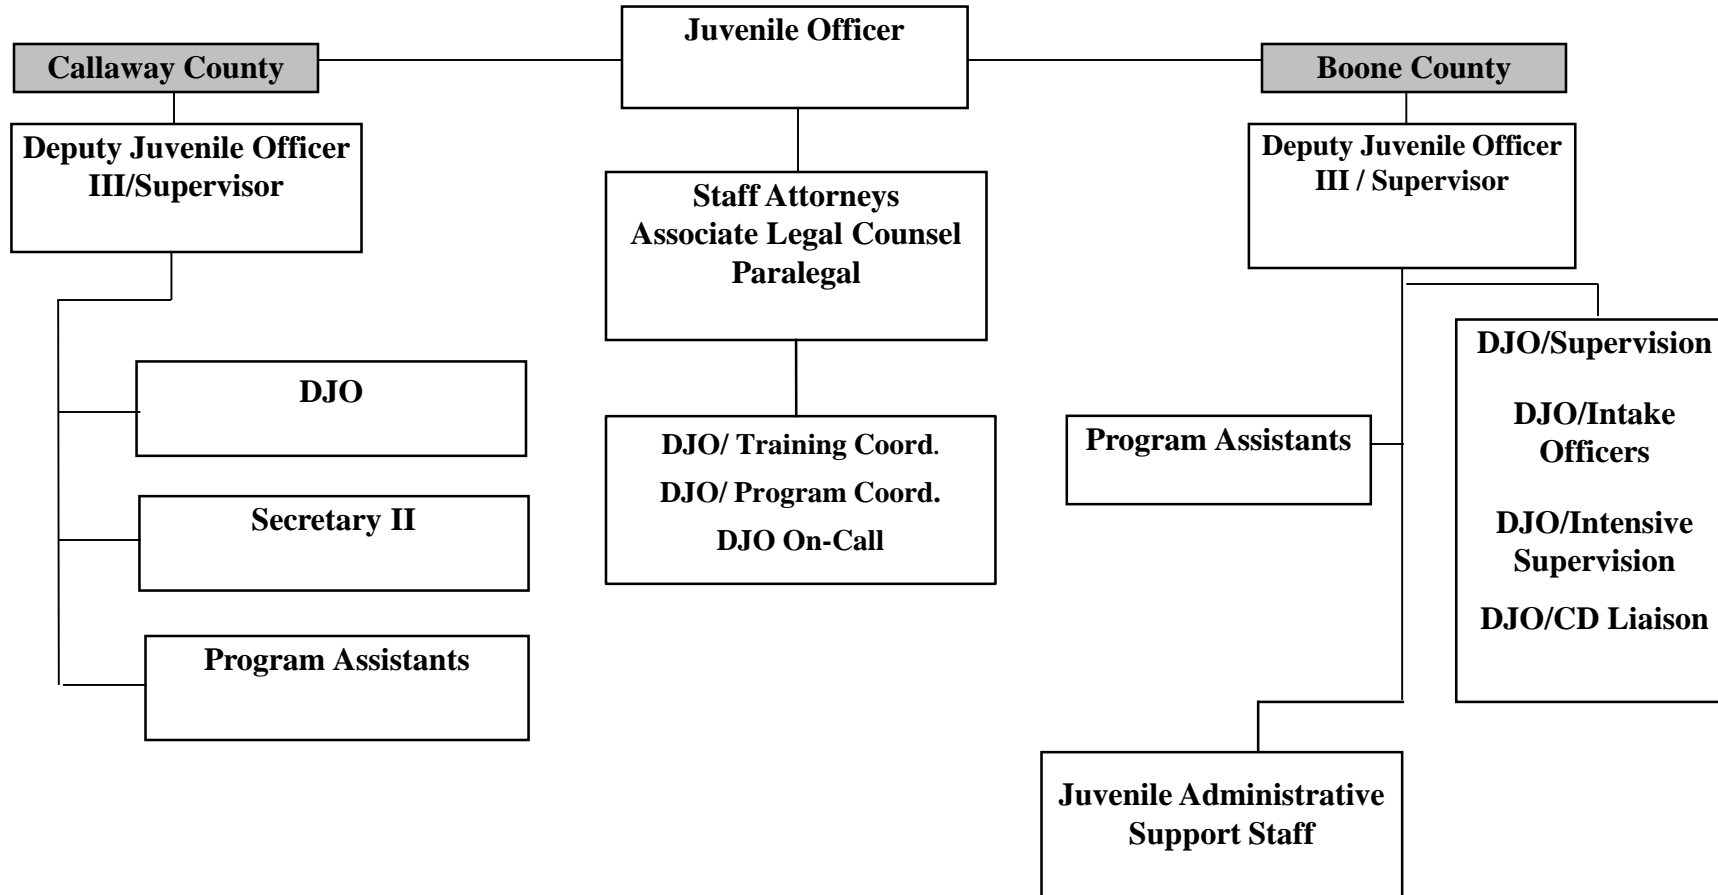 Juvenile Officer
Callaway County
Boone County
Deputy Juvenile Officer
III/Supervisor
Staff Attorneys
Associate Legal Counsel
Paralegal
Deputy Juvenile Officer
III / Supervisor
DJO
Secretary II
Program Assistants
DJO/ Training Coord.
DJO/ Program Coord.
DJO On-Call
Program Assistants
DJO/Supervision
DJO/Intake
Officers
DJO/Intensive
Supervision
DJO/CD Liaison
Juvenile Administrative
Support Staff